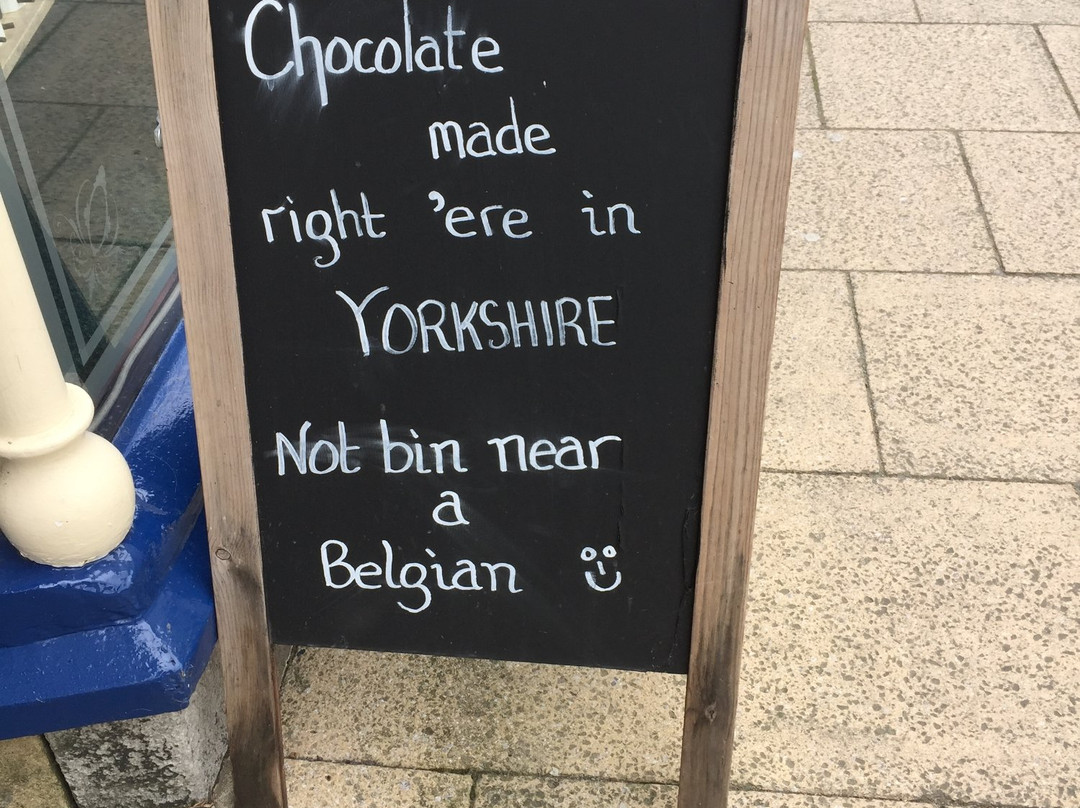 Chocolate
made
right 'ere in
YORKSHIRE
Not bin near
a
Belgian